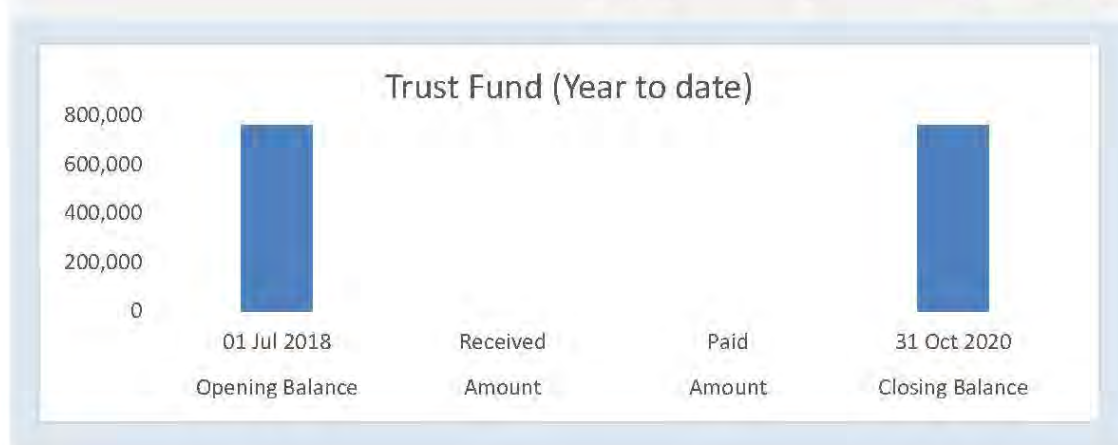 Trust Fund (Year to date)
800,000
600,000
400,000
200,000
0
01 Jul 2018 Received Paid 31 Oct 2020
Opening Balance Amount Amount Closing Balance